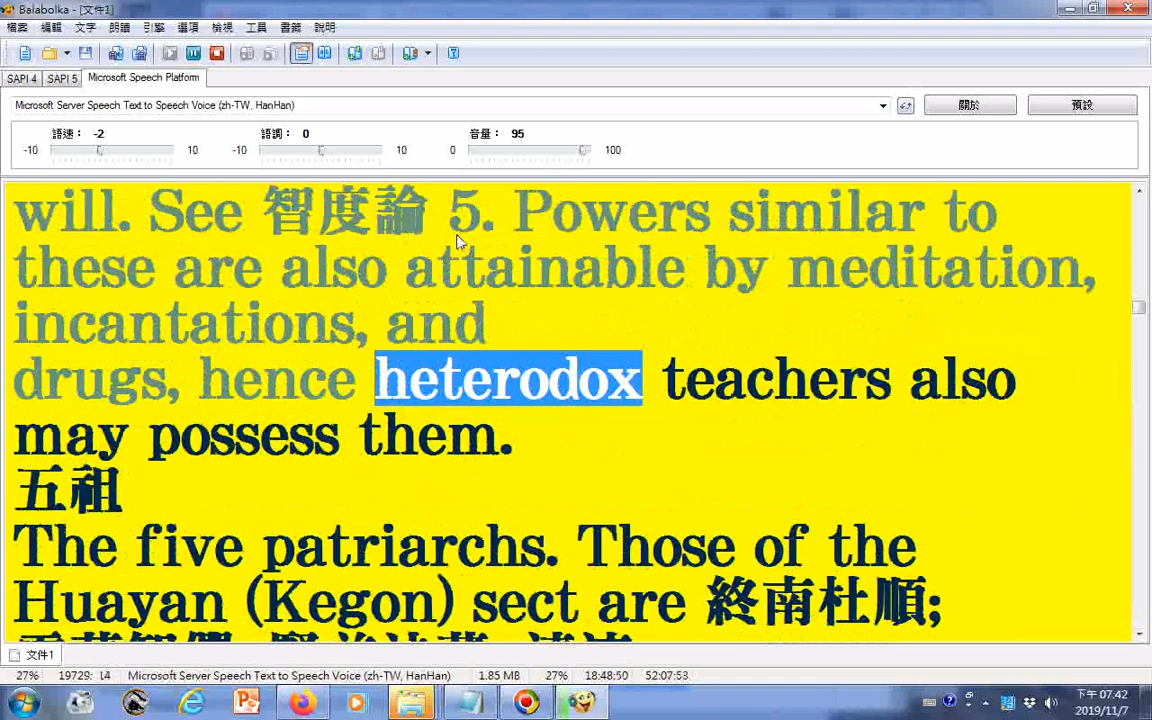 Balabolka - [文件1]
檔案 編輯 文字 朗讀 引擎 選項 檢視 工具 書籤 說明
SAPI 4 SAPI 5 Microsoft Speech Platform
Microsoft Server Speech Text to Speech Voice (zh-TW, HanHan) 關於 預設
語速： -2 語調： 0 音量： 95
-10 10 -10 10 0 100
will. See 智度論 5. Powers similar to
these are also attainable by meditation,
incantations, and
drugs, hence heterodox teachers also
may possess them.
五祖
The five patriarchs. Those of the
Huayan (Kegon) sect are 終南杜順;
文件1
27% 19729: 14 Microsoft Server Speech Text to Speech Voice (zh-TW, HanHan) 1.85 MB 27% 18:48:50 52:07:53
下午 07:42
2019/11/7